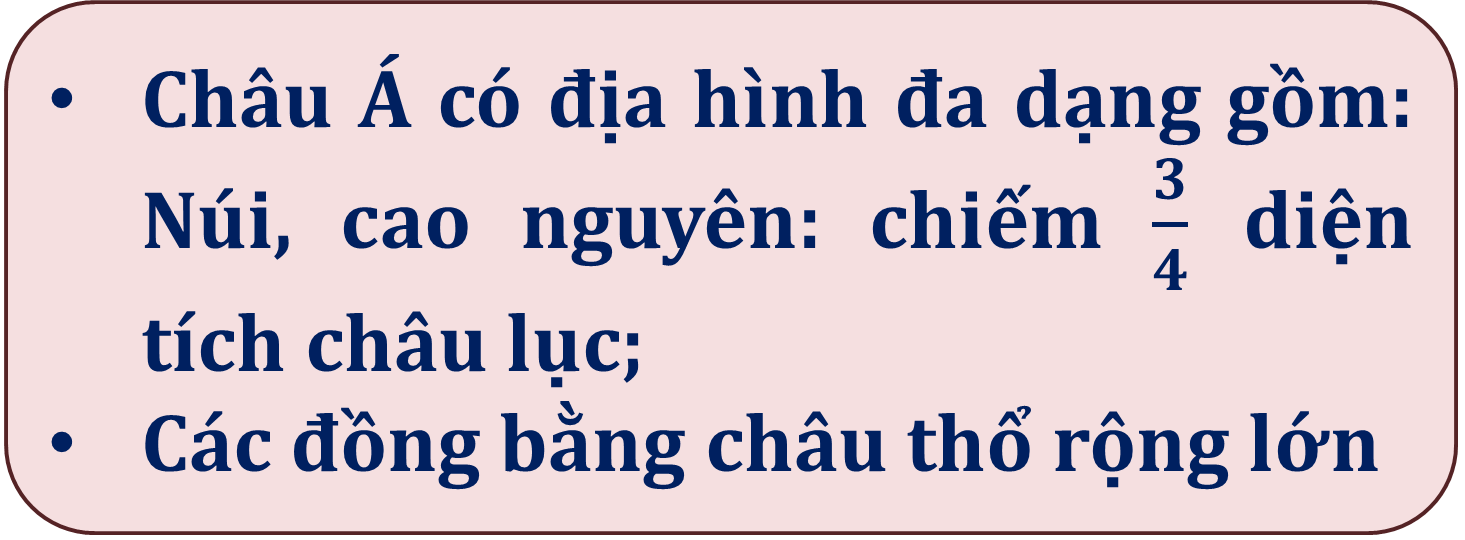 • Châu Á có địa hình đa dạng gồm:
Núi, cao nguyên: chiếm 3/4 diện
tích châu lục;
• Các đồng bằng châu thổ rộng lớn